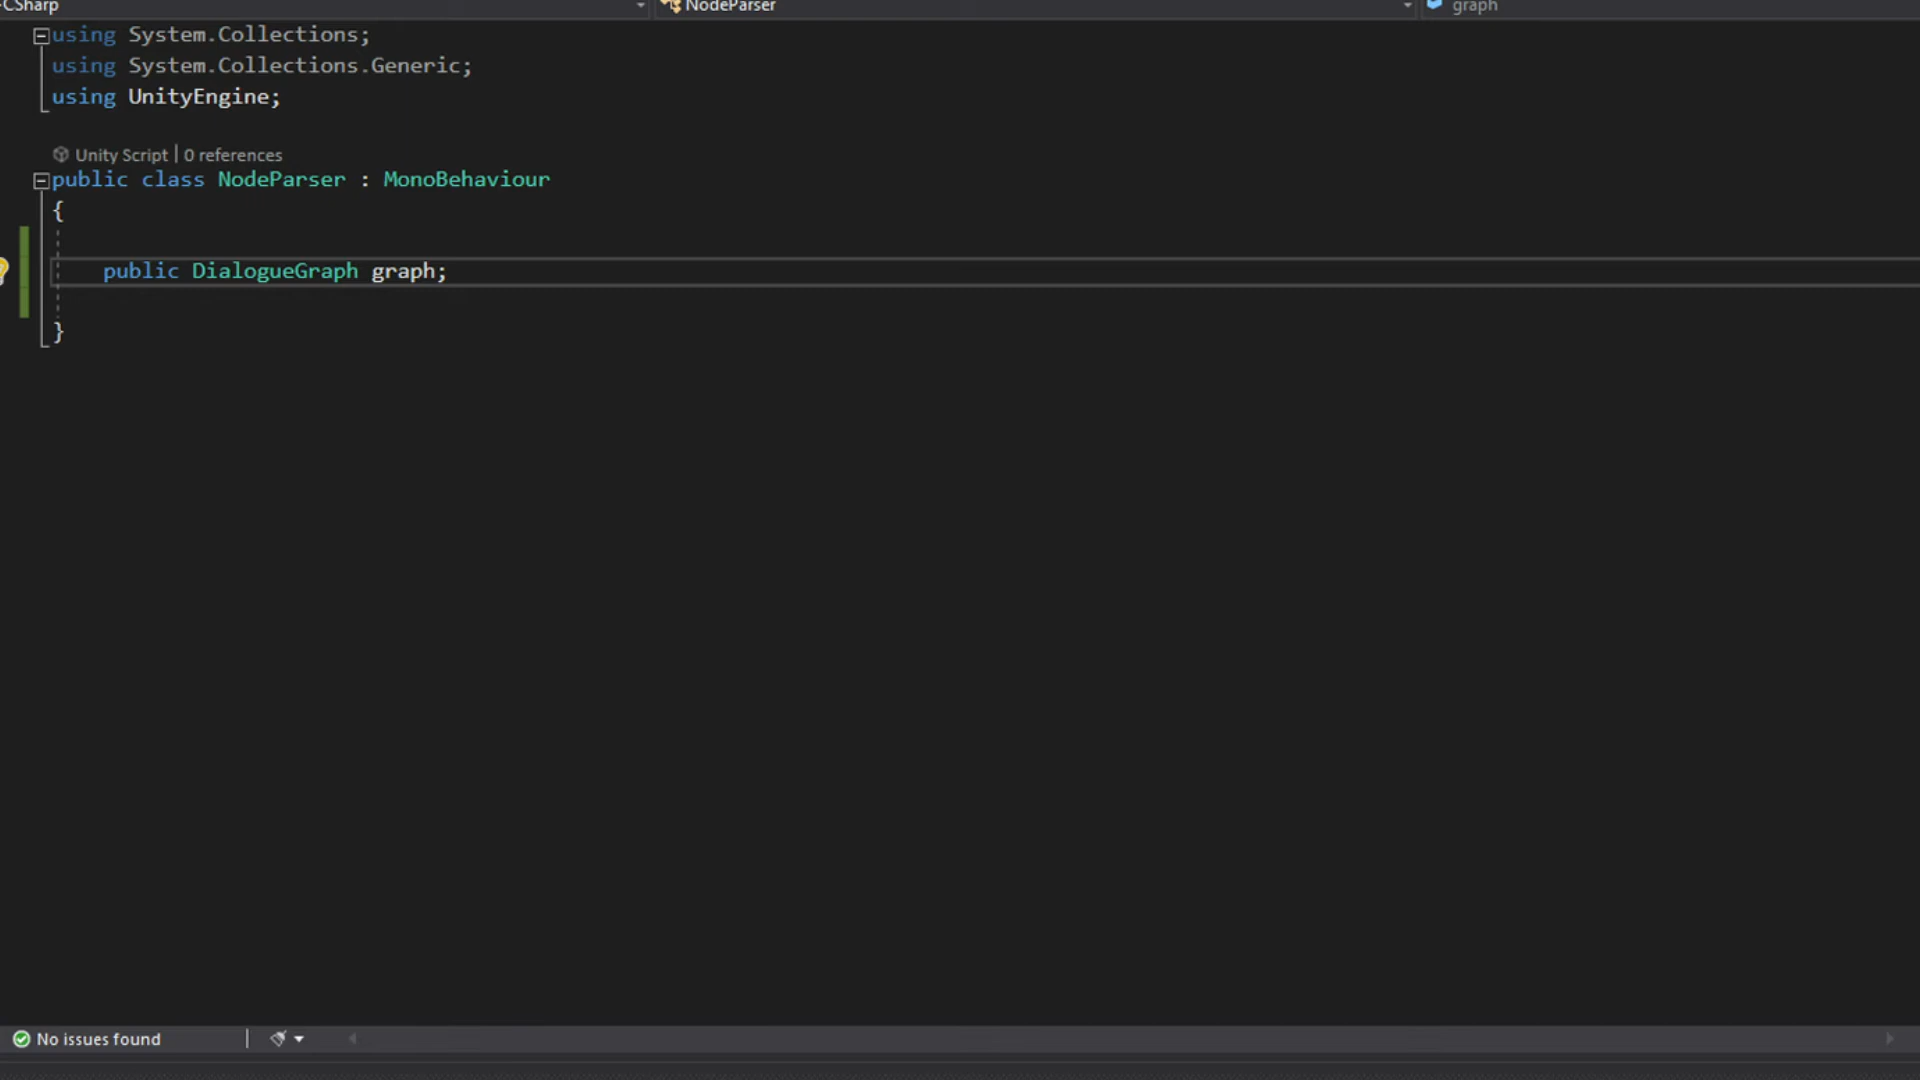 CSharp
NodeParser
graph
using System.Collections;
using System.Collections.Generic;
using UnityEngine;
Unity Script | 0 references
public class NodeParser : MonoBehaviour
{
public DialogueGraph graph;
}
No issues found